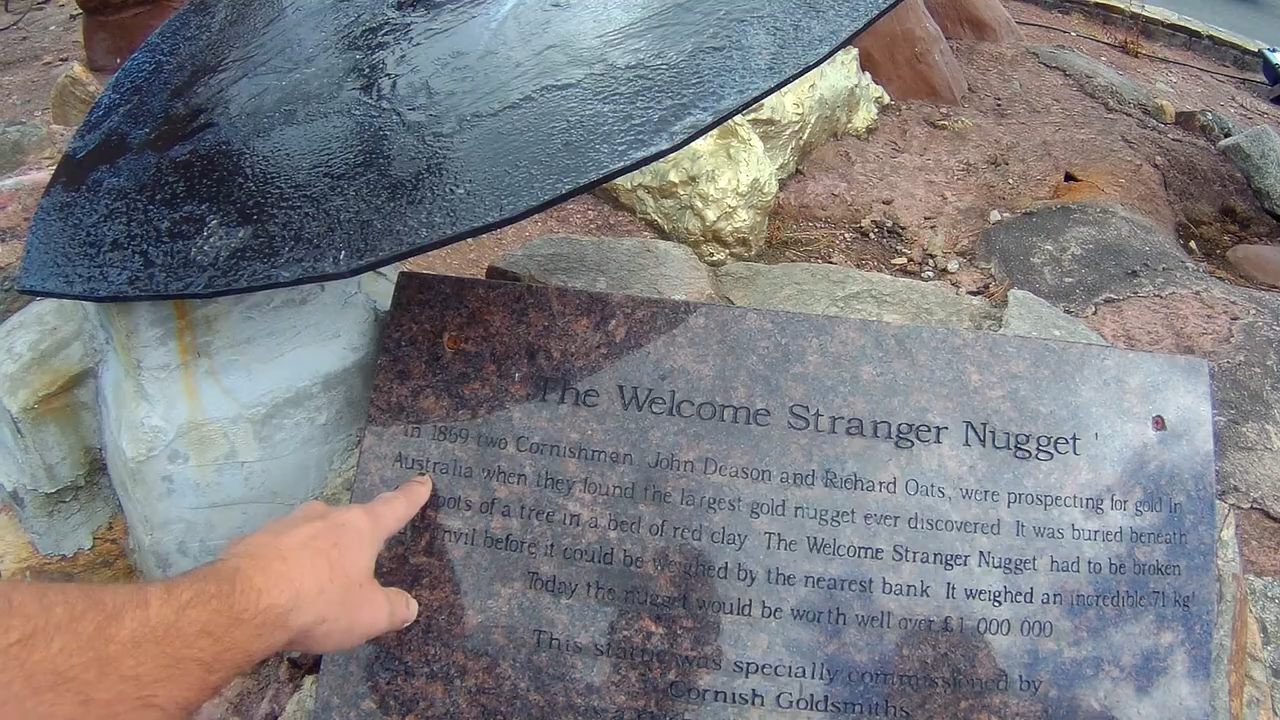 The Welcome Stranger Nugget
In 1869 two Cornishmen John Deason and Richard Oats, were prospecting for gold in
Australia when they found the largest gold nugget ever discovered It was buried beneath
roots of a tree in a bed of red clay The Welcome Stranger Nugget had to be broken
anvil before it could be weighed by the nearest bank It weighed an incredible 71 kg!
Today the nugget would be worth well over £1 000 000
This statue was specially commissioned by
Cornish Goldsmiths